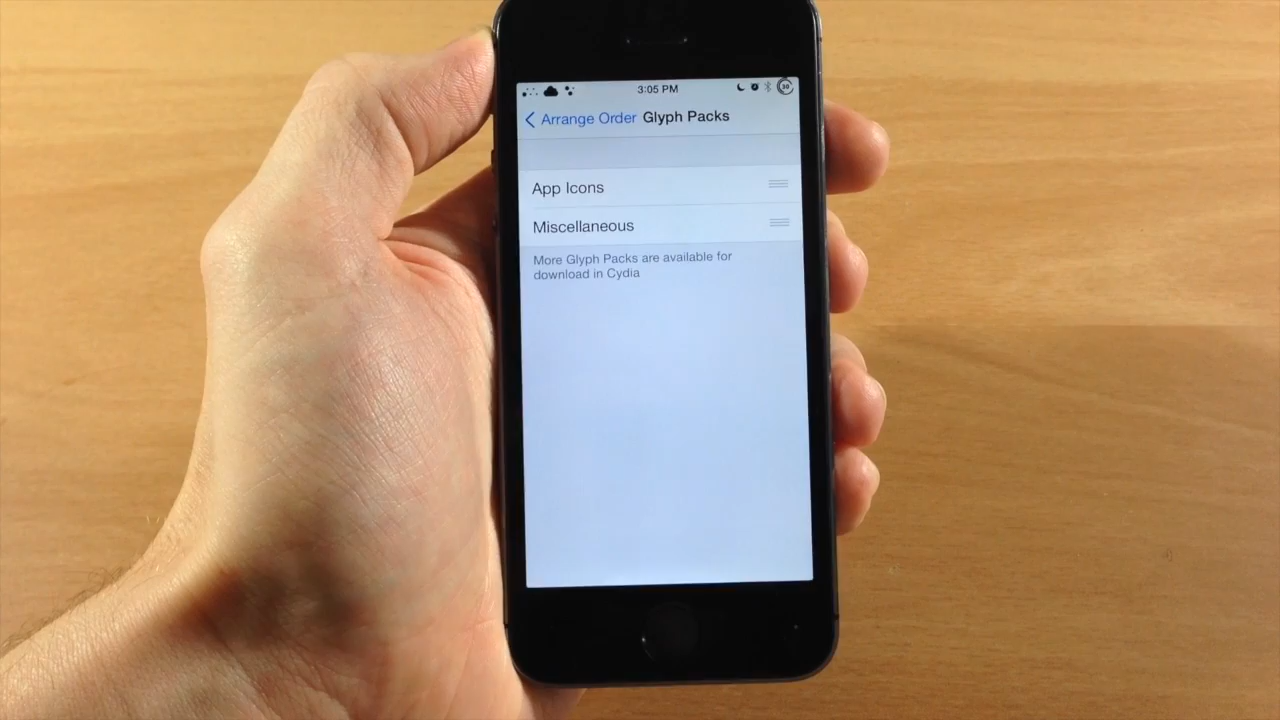 3:05 PM
30
Arrange Order Glyph Packs
App Icons
Miscellaneous
More Glyph Packs are available for
download in Cydia